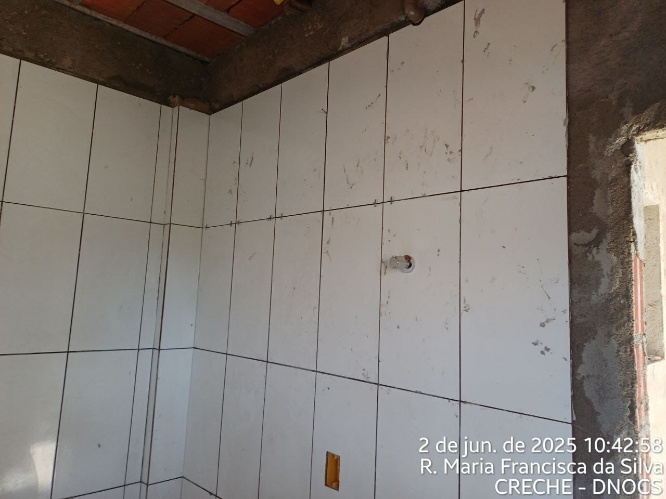 2 de jun. de 2025 10:42:58
R. Maria Francisca da Silva
CRECHE - DNOCS